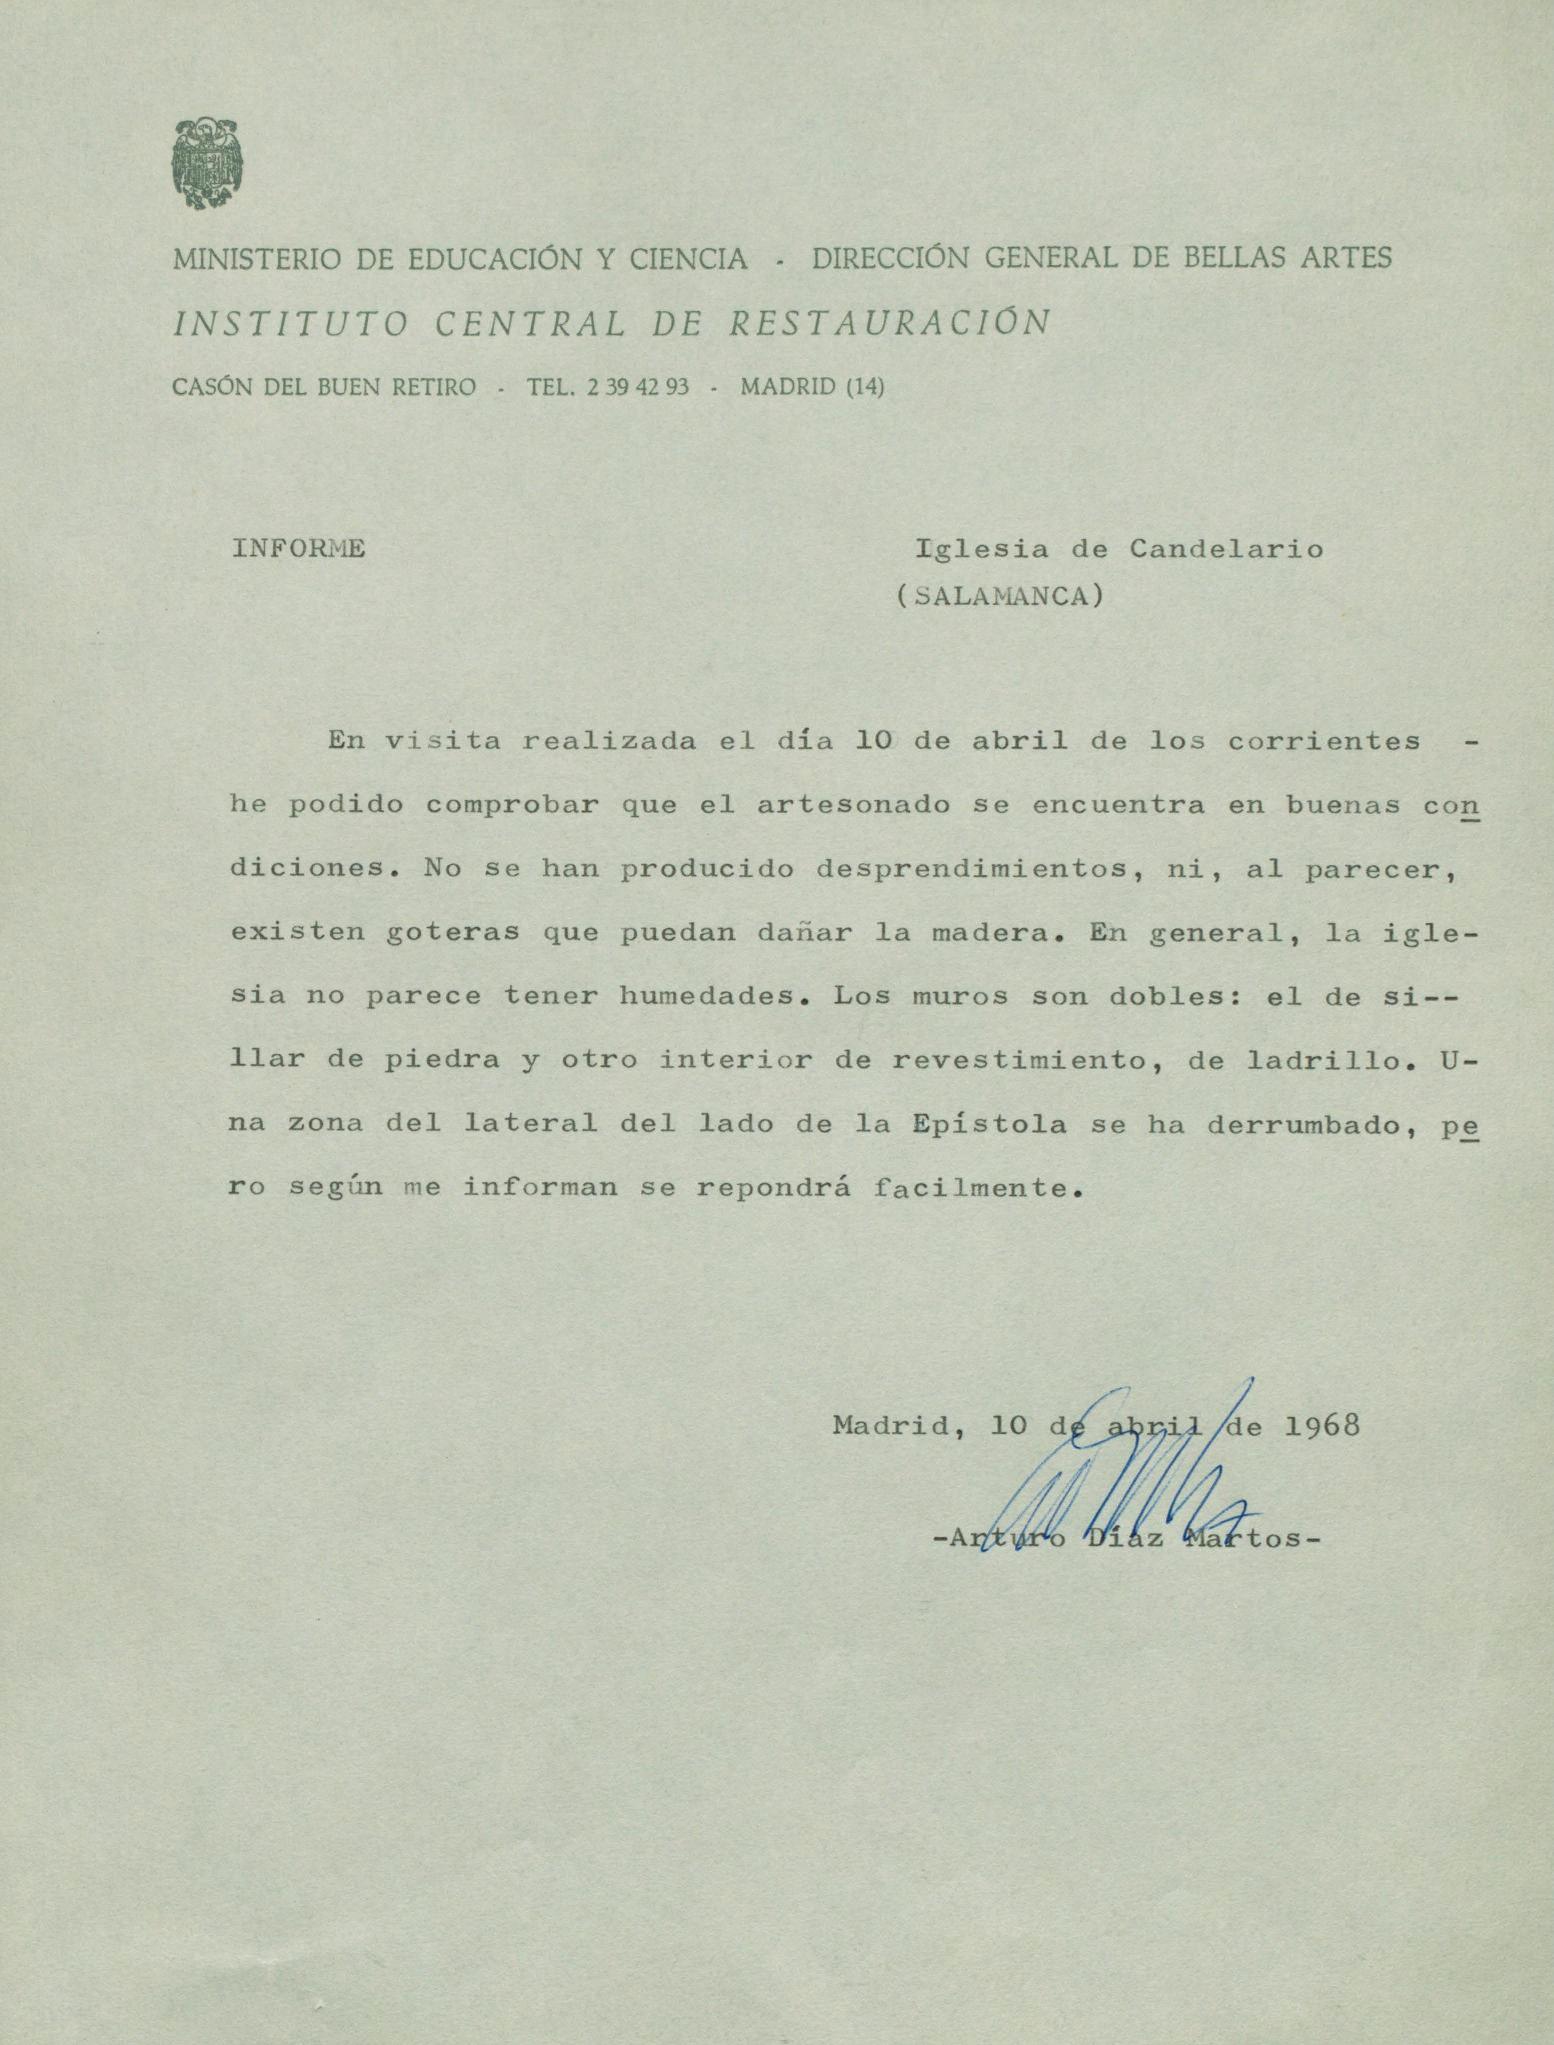 MINISTERIO DE EDUCACIÓN Y CIENCIA - DIRECCIÓN GENERAL DE BELLAS ARTES
INSTITUTO CENTRAL DE RESTAURACIÓN
CASÓN DEL BUEN RETIRO - TEL. 2 39 42 93 - MADRID (14)
INFORME Iglesia de Candelario
(SALAMANCA)
En visita realizada el día 10 de abril de los corrientes -
he podido comprobar que el artesonado se encuentra en buenas con
diciones. No se han producido desprendimientos, ni, al parecer,
existen goteras que puedan dañar la madera. En general, la igle-
sia no parece tener humedades. Los muros son dobles: el de si--
llar de piedra y otro interior de revestimiento, de ladrillo. U-
na zona del lateral del lado de la Epístola se ha derrumbado, pe
ro según me informan se repondrá facilmente.
Madrid, 10 de abril de 1968
-Arturo Díaz Martos-